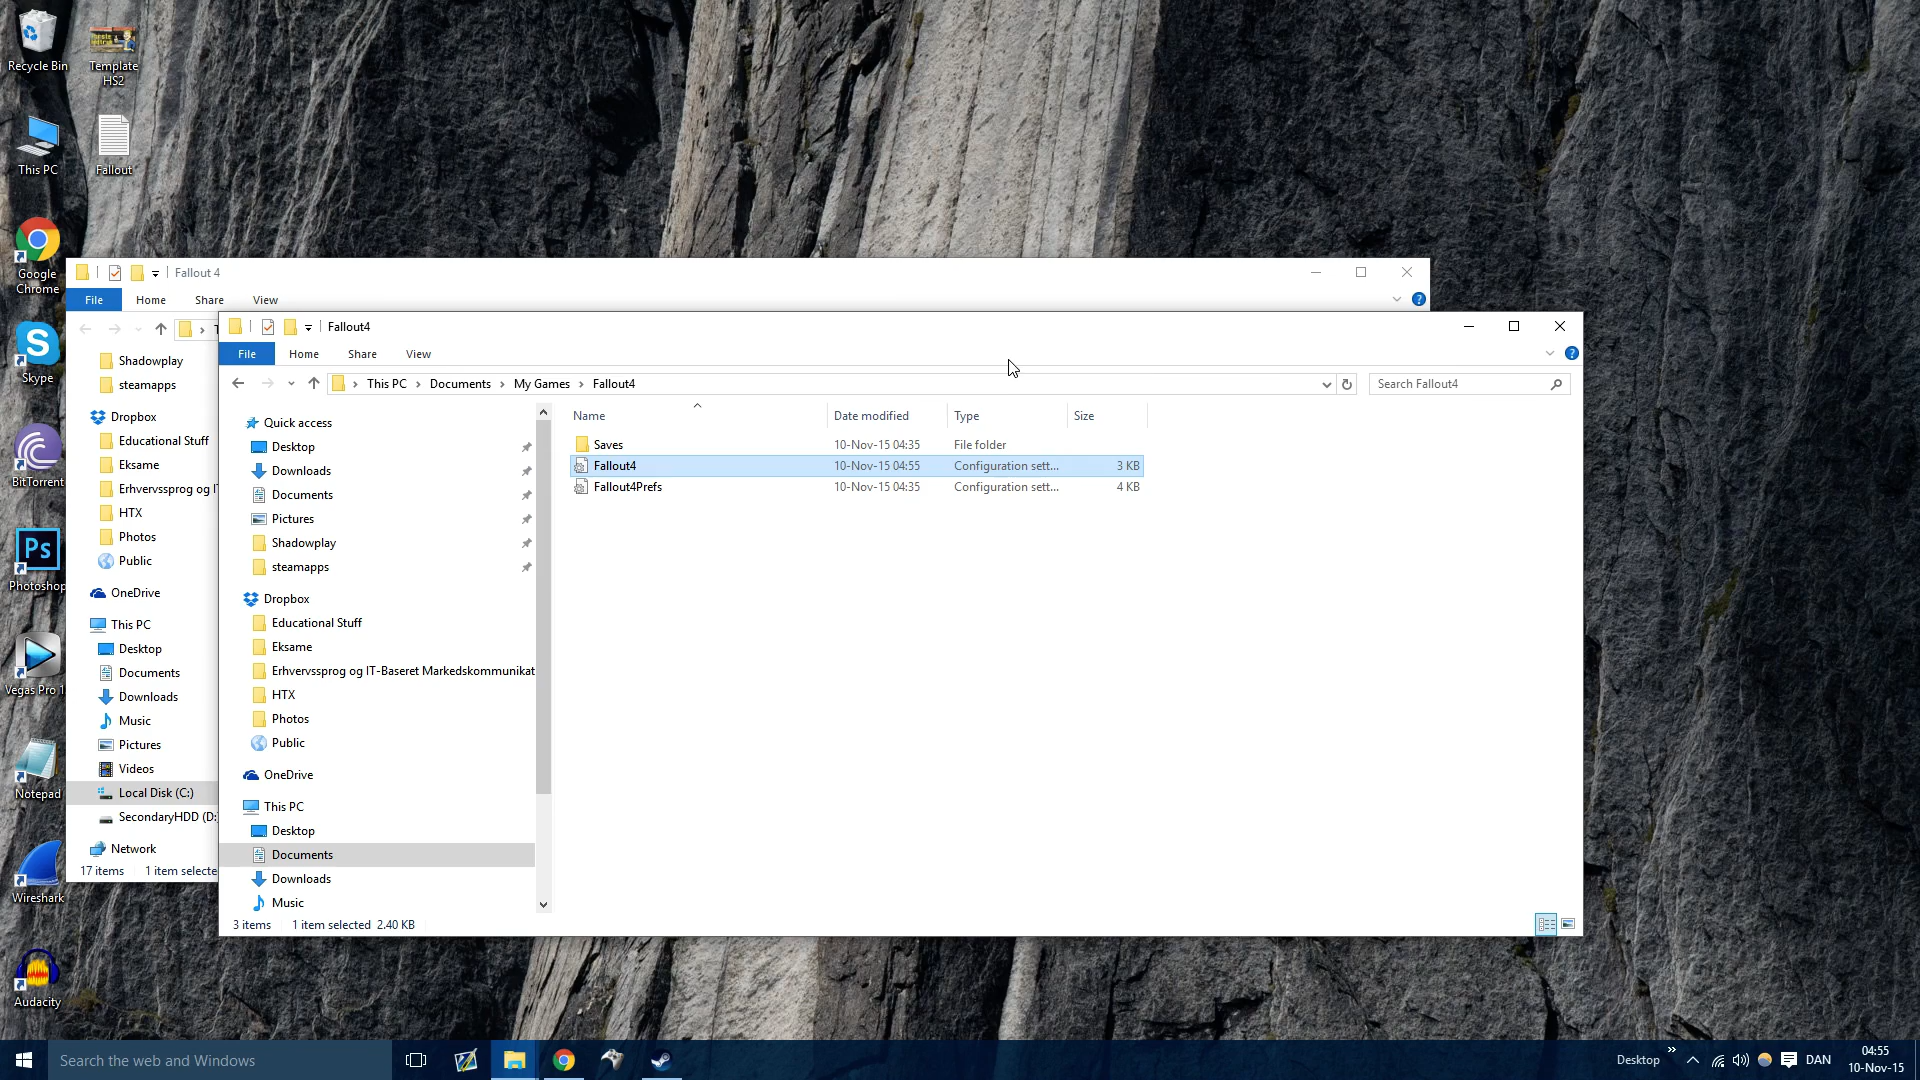 Recycle Bin
Template
HS2
This PC
Fallout
Google
Chrome
Skype
BitTorrent
Ps
Photoshop
Vegas Pro 1
Notepad
Wireshark
Audacity
Fallout 4
File
Home
Share
View
Shadowplay
steamapps
Dropbox
Educational Stuff
Eksame
Erhvervssprog og IT
HTX
Photos
Public
OneDrive
This PC
Desktop
Documents
Downloads
Music
Pictures
Videos
Local Disk (C:)
SecondaryHDD (D:
Network
17 items 1 item selecte
Fallout4
File
Home
Share
View
This PC > Documents > My Games > Fallout4
Search Fallout4
Quick access
Desktop
Downloads
Documents
Pictures
Shadowplay
steamapps
Dropbox
Educational Stuff
Eksame
Erhvervssprog og IT-Baseret Markedskommunikat
HTX
Photos
Public
OneDrive
This PC
Desktop
Documents
Downloads
Music
Name Date modified Type Size
Saves 10-Nov-15 04:35 File folder
Fallout4 10-Nov-15 04:55 Configuration sett... 3 KB
Fallout4Prefs 10-Nov-15 04:35 Configuration sett... 4 KB
3 items 1 item selected 2.40 KB
Search the web and Windows
Desktop
DAN
04:55
10-Nov-15